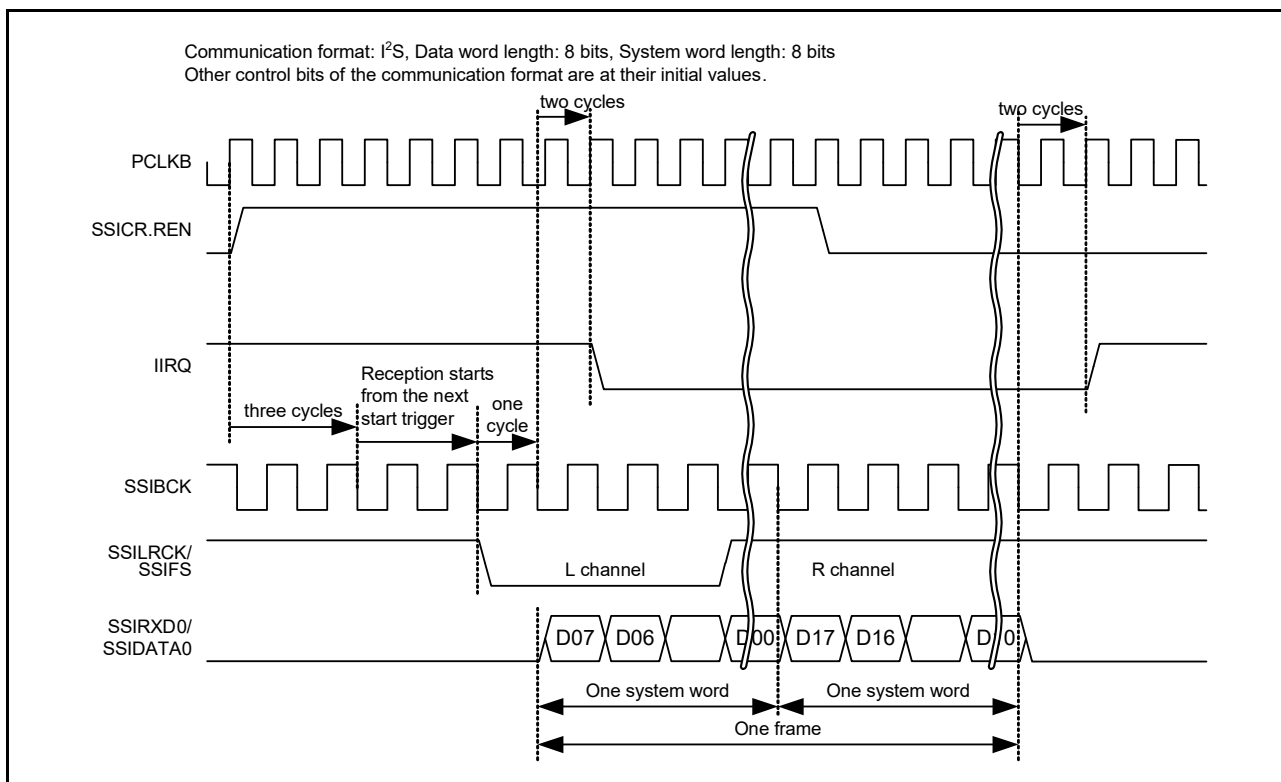 Communication format: I²S, Data word length: 8 bits, System word length: 8 bits
Other control bits of the communication format are at their initial values.
two cycles
two cycles
PCLKB
SSICR.REN
IIRQ
Reception starts
from the next
start trigger
three cycles
one
cycle
SSIBCK
SSILRCK/
SSIFS
L channel
R channel
SSIRXD0/
SSIDATA0
D07
D06
D00
D17
D16
One system word
One system word
One frame